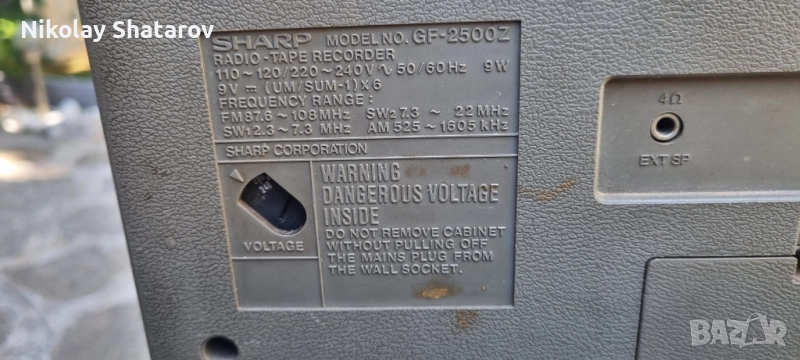 Nikolay Shatarov
SHARP MODEL NO. GF-2500Z
RADIO-TAPE RECORDER
110~120/220~240V ∿ 50/60Hz 9W
9V ⎓ (UM/SUM-1) X 6
FREQUENCY RANGE:
FM87.6~108MHz SW2 7.3~22MHz
SW1 2.3~7.3 MHz AM 525~1605 kHz
SHARP CORPORATION
WARNING
DANGEROUS VOLTAGE
INSIDE
DO NOT REMOVE CABINET
WITHOUT PULLING OFF
THE MAINS PLUG FROM
THE WALL SOCKET.
VOLTAGE
4Ω
EXT SP
BAZAR.bg